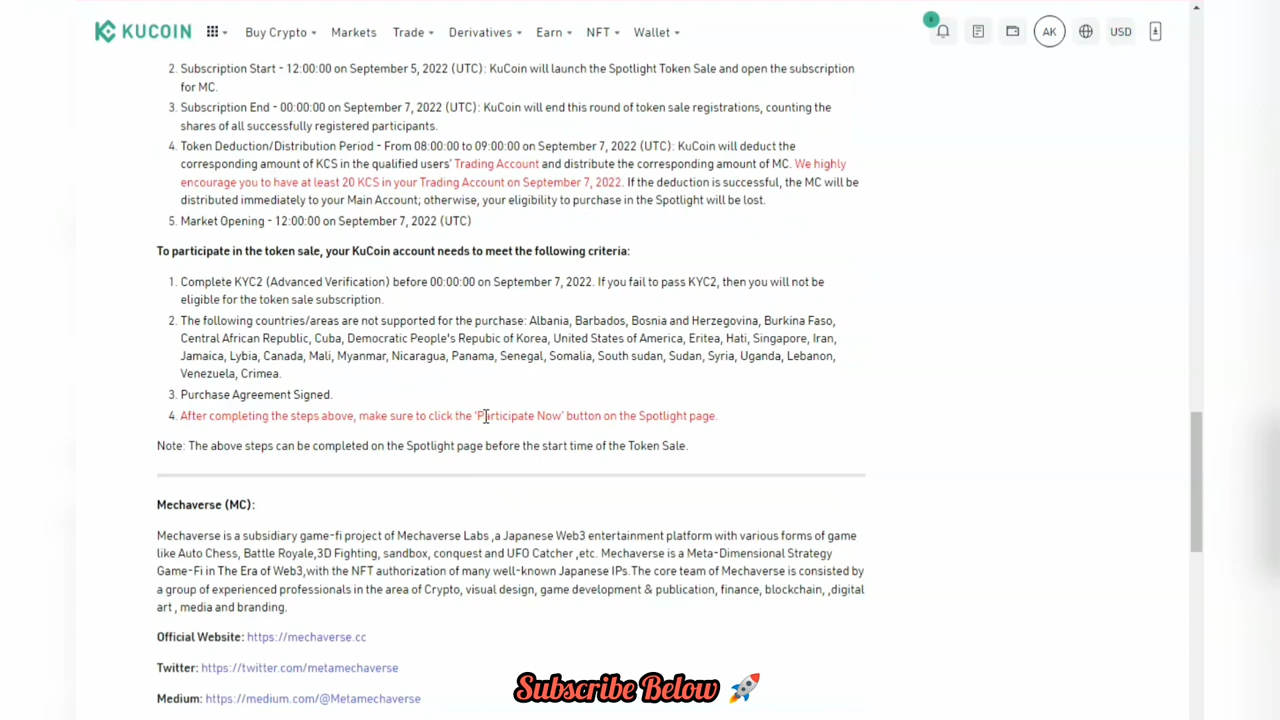 KUCOIN Buy Crypto Markets Trade Derivatives Earn NFT Wallet 6 AK USD
2. Subscription Start - 12:00:00 on September 5, 2022 (UTC): KuCoin will launch the Spotlight Token Sale and open the subscription
for MC.
3. Subscription End - 00:00:00 on September 7, 2022 (UTC): KuCoin will end this round of token sale registrations, counting the
shares of all successfully registered participants.
4. Token Deduction/Distribution Period - From 08:00:00 to 09:00:00 on September 7, 2022 (UTC): KuCoin will deduct the
corresponding amount of KCS in the qualified users' Trading Account and distribute the corresponding amount of MC. We highly
encourage you to have at least 20 KCS in your Trading Account on September 7, 2022. If the deduction is successful, the MC will be
distributed immediately to your Main Account; otherwise, your eligibility to purchase in the Spotlight will be lost.
5. Market Opening - 12:00:00 on September 7, 2022 (UTC)
To participate in the token sale, your KuCoin account needs to meet the following criteria:
1. Complete KYC2 (Advanced Verification) before 00:00:00 on September 7, 2022. If you fail to pass KYC2, then you will not be
eligible for the token sale subscription.
2. The following countries/areas are not supported for the purchase: Albania, Barbados, Bosnia and Herzegovina, Burkina Faso,
Central African Republic, Cuba, Democratic People's Repubic of Korea, United States of America, Eritea, Hati, Singapore, Iran,
Jamaica, Lybia, Canada, Mali, Myanmar, Nicaragua, Panama, Senegal, Somalia, South sudan, Sudan, Syria, Uganda, Lebanon,
Venezuela, Crimea.
3. Purchase Agreement Signed.
4. After completing the steps above, make sure to click the 'Participate Now' button on the Spotlight page.
Note: The above steps can be completed on the Spotlight page before the start time of the Token Sale.
Mechaverse (MC):
Mechaverse is a subsidiary game-fi project of Mechaverse Labs ,a Japanese Web3 entertainment platform with various forms of game
like Auto Chess, Battle Royale,3D Fighting, sandbox, conquest and UFO Catcher ,etc. Mechaverse is a Meta-Dimensional Strategy
Game-Fi in The Era of Web3,with the NFT authorization of many well-known Japanese IPs.The core team of Mechaverse is consisted by
a group of experienced professionals in the area of Crypto, visual design, game development & publication, finance, blockchain, ,digital
art , media and branding.
Official Website: https://mechaverse.cc
Twitter: https://twitter.com/metamechaverse
Subscribe Below 🚀
Medium: https://medium.com/@Metamechaverse